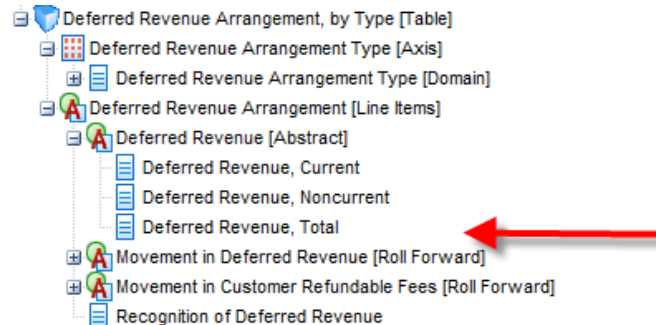 Deferred Revenue Arrangement, by Type [Table]
Deferred Revenue Arrangement Type [Axis]
Deferred Revenue Arrangement Type [Domain]
Deferred Revenue Arrangement [Line Items]
Deferred Revenue [Abstract]
Deferred Revenue, Current
Deferred Revenue, Noncurrent
Deferred Revenue, Total
Movement in Deferred Revenue [Roll Forward]
Movement in Customer Refundable Fees [Roll Forward]
Recognition of Deferred Revenue